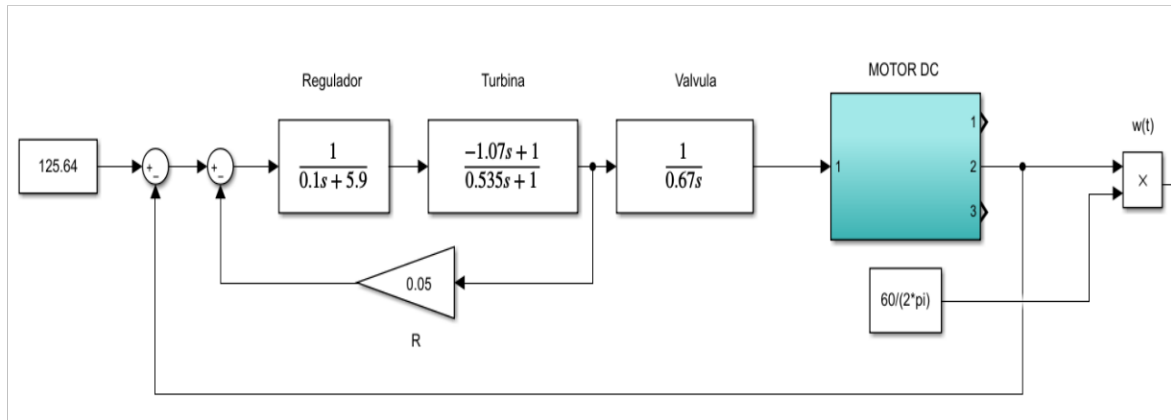 MOTOR DC
Regulador
Turbina
Valvula
w(t)
125.64
+
−
+
−
1
0.1s + 5.9
−1.07s + 1
0.535s + 1
1
0.67s
1
1
2
3
×
0.05
60/(2*pi)
R